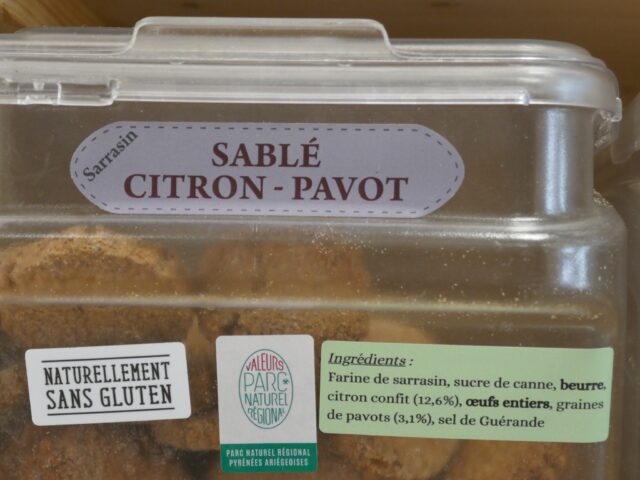 Sarrasin
SABLÉ
CITRON - PAVOT
NATURELLEMENT
SANS GLUTEN
VALEURS
PARC
NATUREL
RÉGIONAL
PARC NATUREL RÉGIONAL
PYRÉNÉES ARIÉGEOISES
Ingrédients :
Farine de sarrasin, sucre de canne, beurre,
citron confit (12,6%), œufs entiers, graines
de pavots (3,1%), sel de Guérande